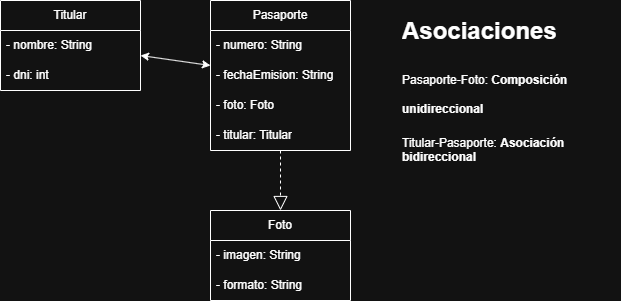 Titular
- nombre: String
- dni: int
Pasaporte
- numero: String
- fechaEmision: String
- foto: Foto
- titular: Titular
Foto
- imagen: String
- formato: String
Asociaciones
Pasaporte-Foto: Composición
unidireccional
Titular-Pasaporte: Asociación
bidireccional